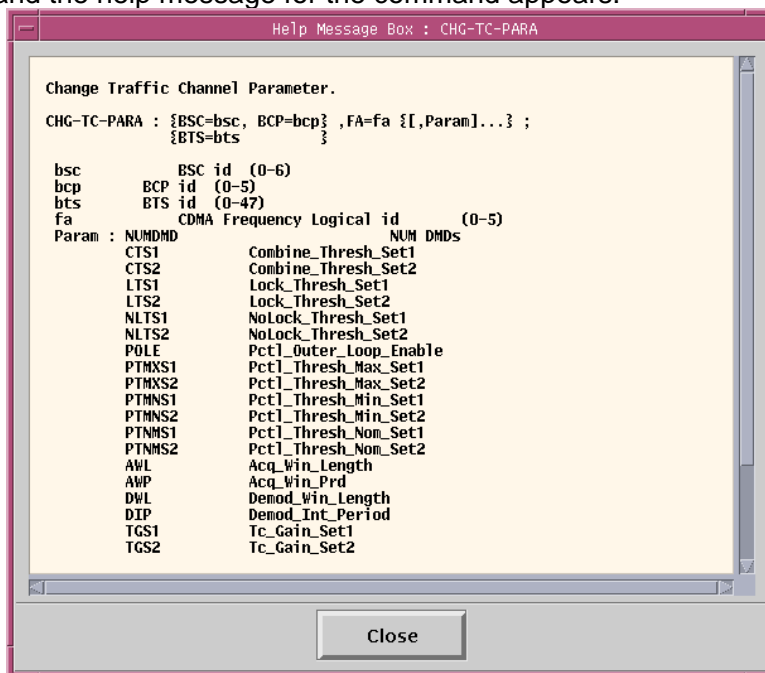 and the help message for the command appears.
Help Message Box : CHG-TC-PARA
Change Traffic Channel Parameter.
CHG-TC-PARA : {BSC=bsc, BCP=bcp} ,FA=fa {[,Param]...} ;
{BTS=bts }
bsc BSC id (0-6)
bcp BCP id (0-5)
bts BTS id (0-47)
fa CDMA Frequency Logical id (0-5)
Param : NUMDMD NUM DMDs
CTS1 Combine_Thresh_Set1
CTS2 Combine_Thresh_Set2
LTS1 Lock_Thresh_Set1
LTS2 Lock_Thresh_Set2
NLTS1 NoLock_Thresh_Set1
NLTS2 NoLock_Thresh_Set2
POLE Pctl_Outer_Loop_Enable
PTMXS1 Pctl_Thresh_Max_Set1
PTMXS2 Pctl_Thresh_Max_Set2
PTMNS1 Pctl_Thresh_Min_Set1
PTMNS2 Pctl_Thresh_Min_Set2
PTNMS1 Pctl_Thresh_Nom_Set1
PTNMS2 Pctl_Thresh_Nom_Set2
AWL Acq_Win_Length
AWP Acq_Win_Prd
DWL Demod_Win_Length
DIP Demod_Int_Period
TGS1 Tc_Gain_Set1
TGS2 Tc_Gain_Set2
Close